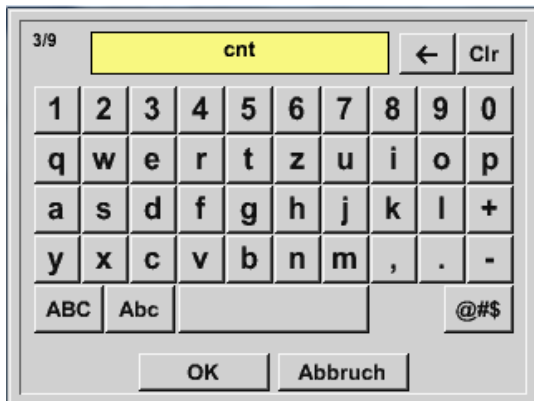 3/9 cnt ← Clr
1 2 3 4 5 6 7 8 9 0
q w e r t z u i o p
a s d f g h j k l +
y x c v b n m , . -
ABC Abc @#$
OK Abbruch